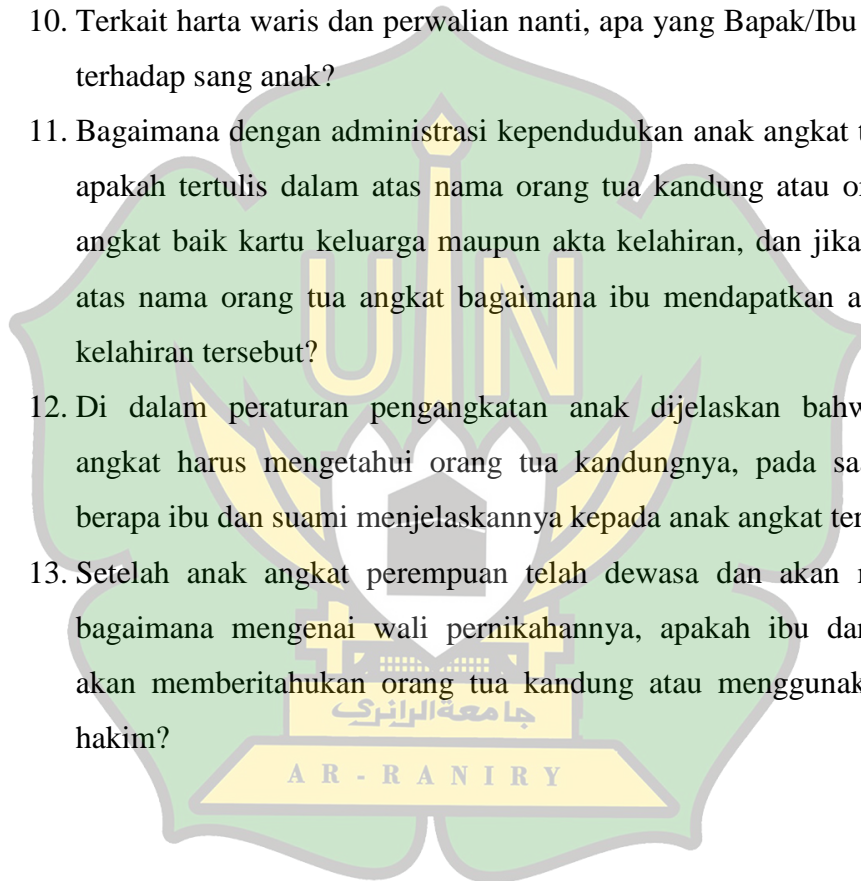 10. Terkait harta waris dan perwalian nanti, apa yang Bapak/Ibu
terhadap sang anak?
11. Bagaimana dengan administrasi kependudukan anak angkat
apakah tertulis dalam atas nama orang tua kandung atau
angkat baik kartu keluarga maupun akta kelahiran, dan jika
atas nama orang tua angkat bagaimana ibu mendapatkan
kelahiran tersebut?
12. Di dalam peraturan pengangkatan anak dijelaskan
angkat harus mengetahui orang tua kandungnya, pada
berapa ibu dan suami menjelaskannya kepada anak angkat
13. Setelah anak angkat perempuan telah dewasa dan akan
bagaimana mengenai wali pernikahannya, apakah ibu
akan memberitahukan orang tua kandung atau
hakim?
UIN
جامعة الرانري
AR-RANIRY